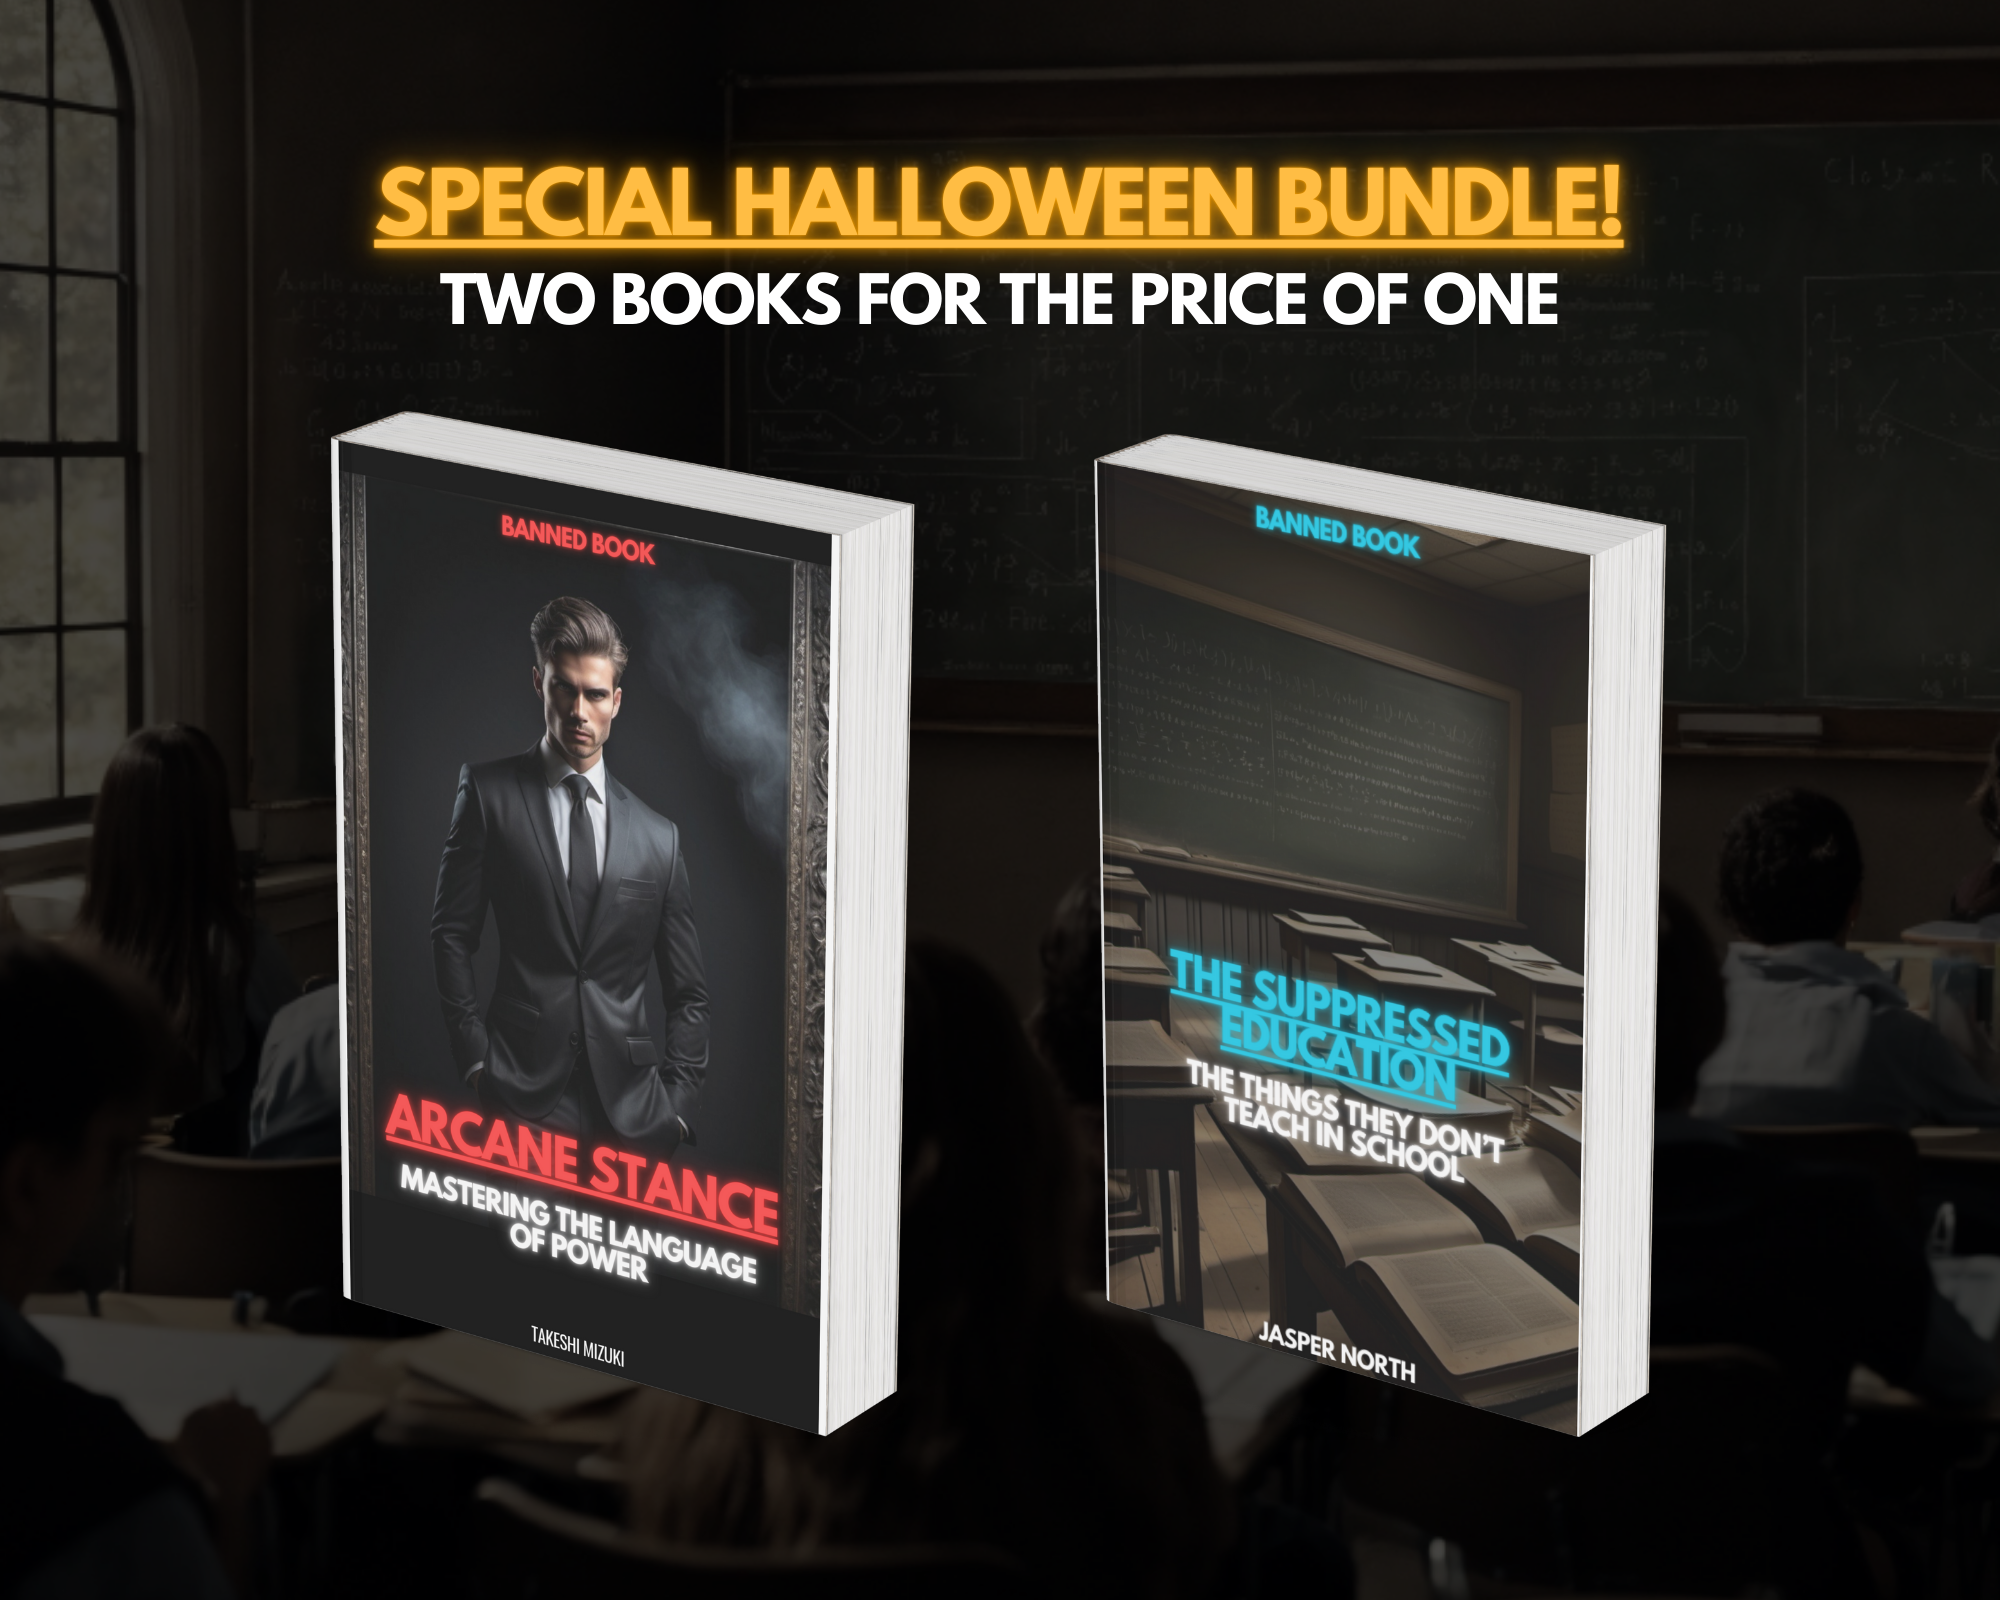 SPECIAL HALLOWEEN BUNDLE!
TWO BOOKS FOR THE PRICE OF ONE
BANNED BOOK
ARCANE STANCE
MASTERING THE LANGUAGE
OF POWER
TAKESHI MIZUKI
BANNED BOOK
THE SUPPRESSED
EDUCATION
THE THINGS THEY DON'T
TEACH IN SCHOOL
JASPER NORTH